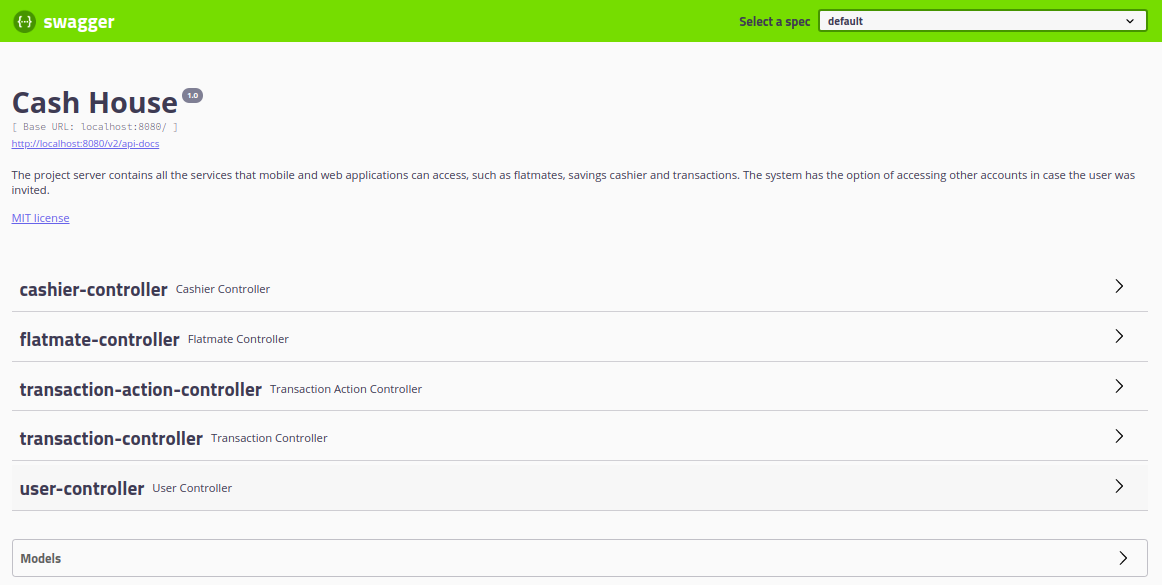 swagger
Select a spec default
Cash House 1.0
[ Base URL: localhost:8080/ ]
http://localhost:8080/v2/api-docs
The project server contains all the services that mobile and web applications can access, such as flatmates, savings cashier and transactions. The system has the option of accessing other accounts in case the user was
invited.
MIT license
cashier-controller Cashier Controller
flatmate-controller Flatmate Controller
transaction-action-controller Transaction Action Controller
transaction-controller Transaction Controller
user-controller User Controller
Models